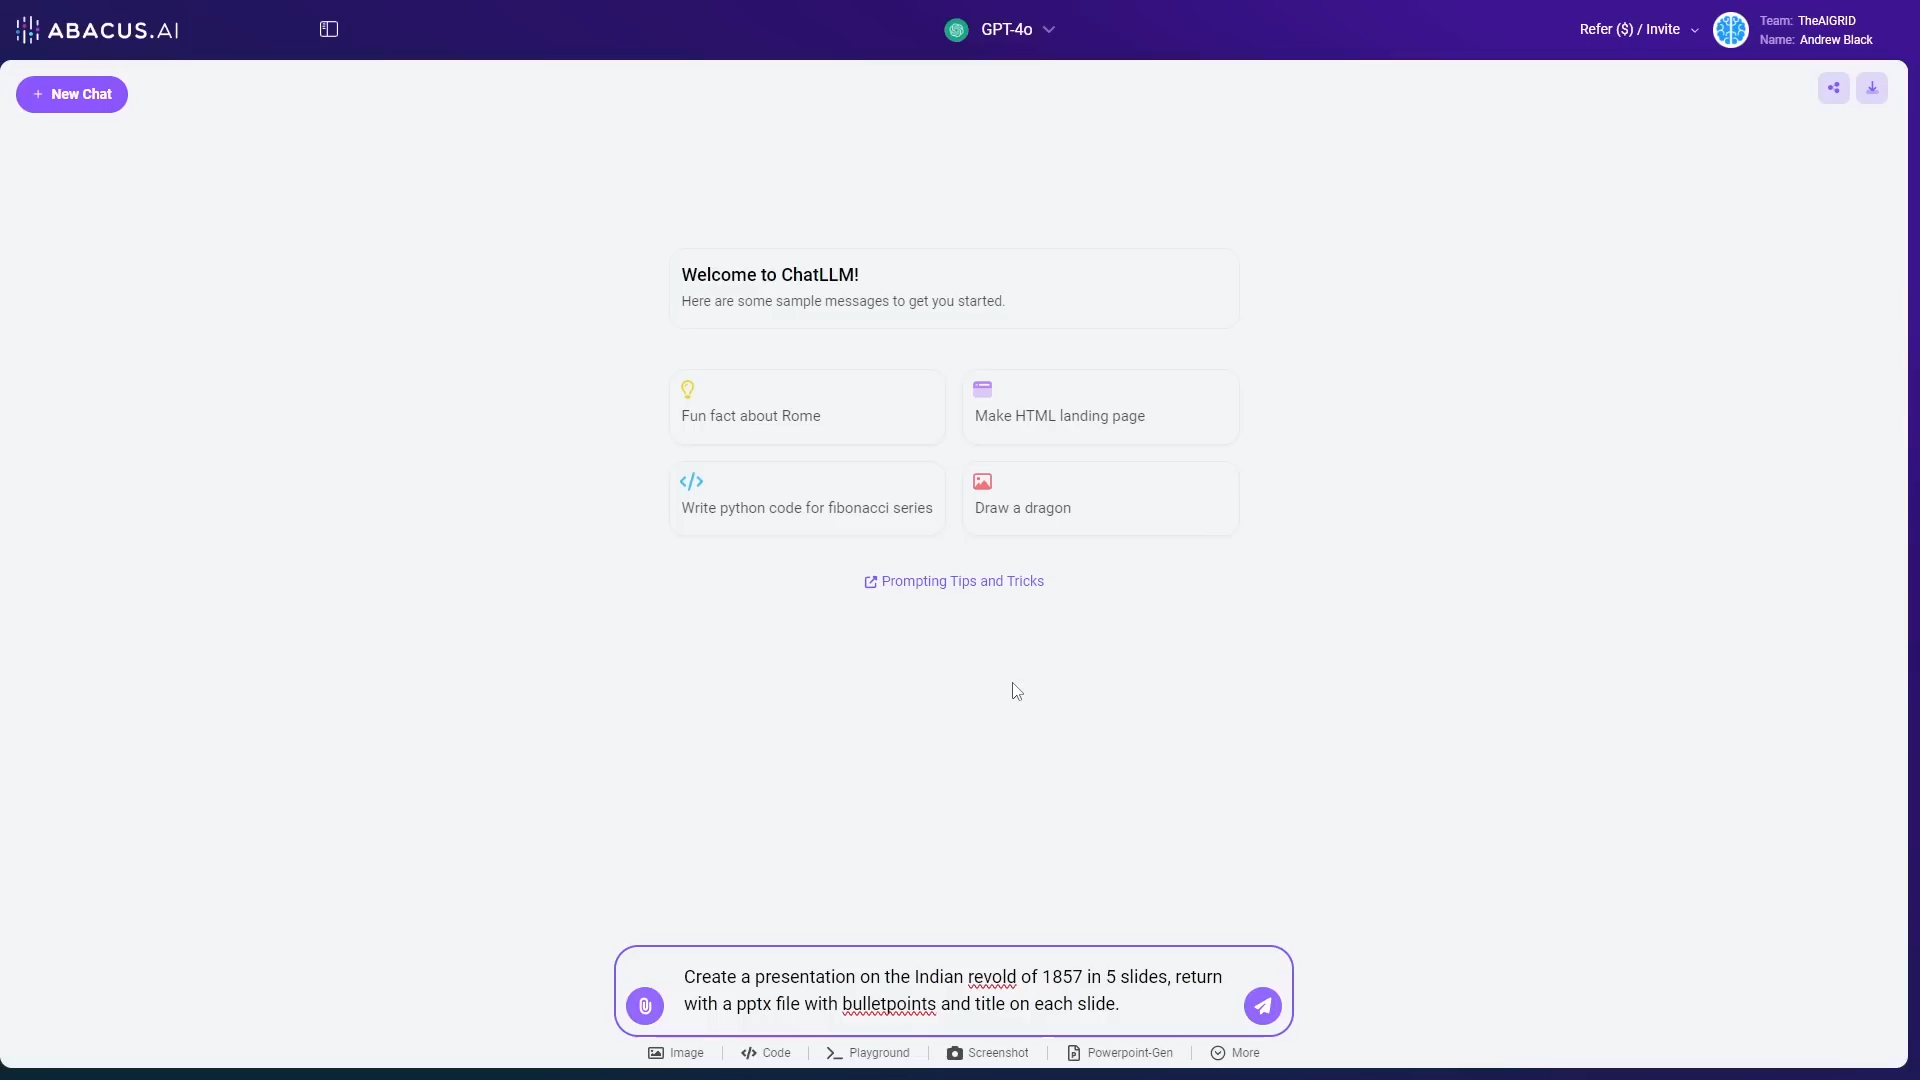 ABACUS.AI
GPT-4o
Refer ($) / Invite
Team: TheAIGRID
Name: Andrew Black
+ New Chat
Welcome to ChatLLM!
Here are some sample messages to get you started.
Fun fact about Rome
Make HTML landing page
Write python code for fibonacci series
Draw a dragon
Prompting Tips and Tricks
Create a presentation on the Indian revold of 1857 in 5 slides, return
with a pptx file with bulletpoints and title on each slide.
Image
Code
Playground
Screenshot
Powerpoint-Gen
More